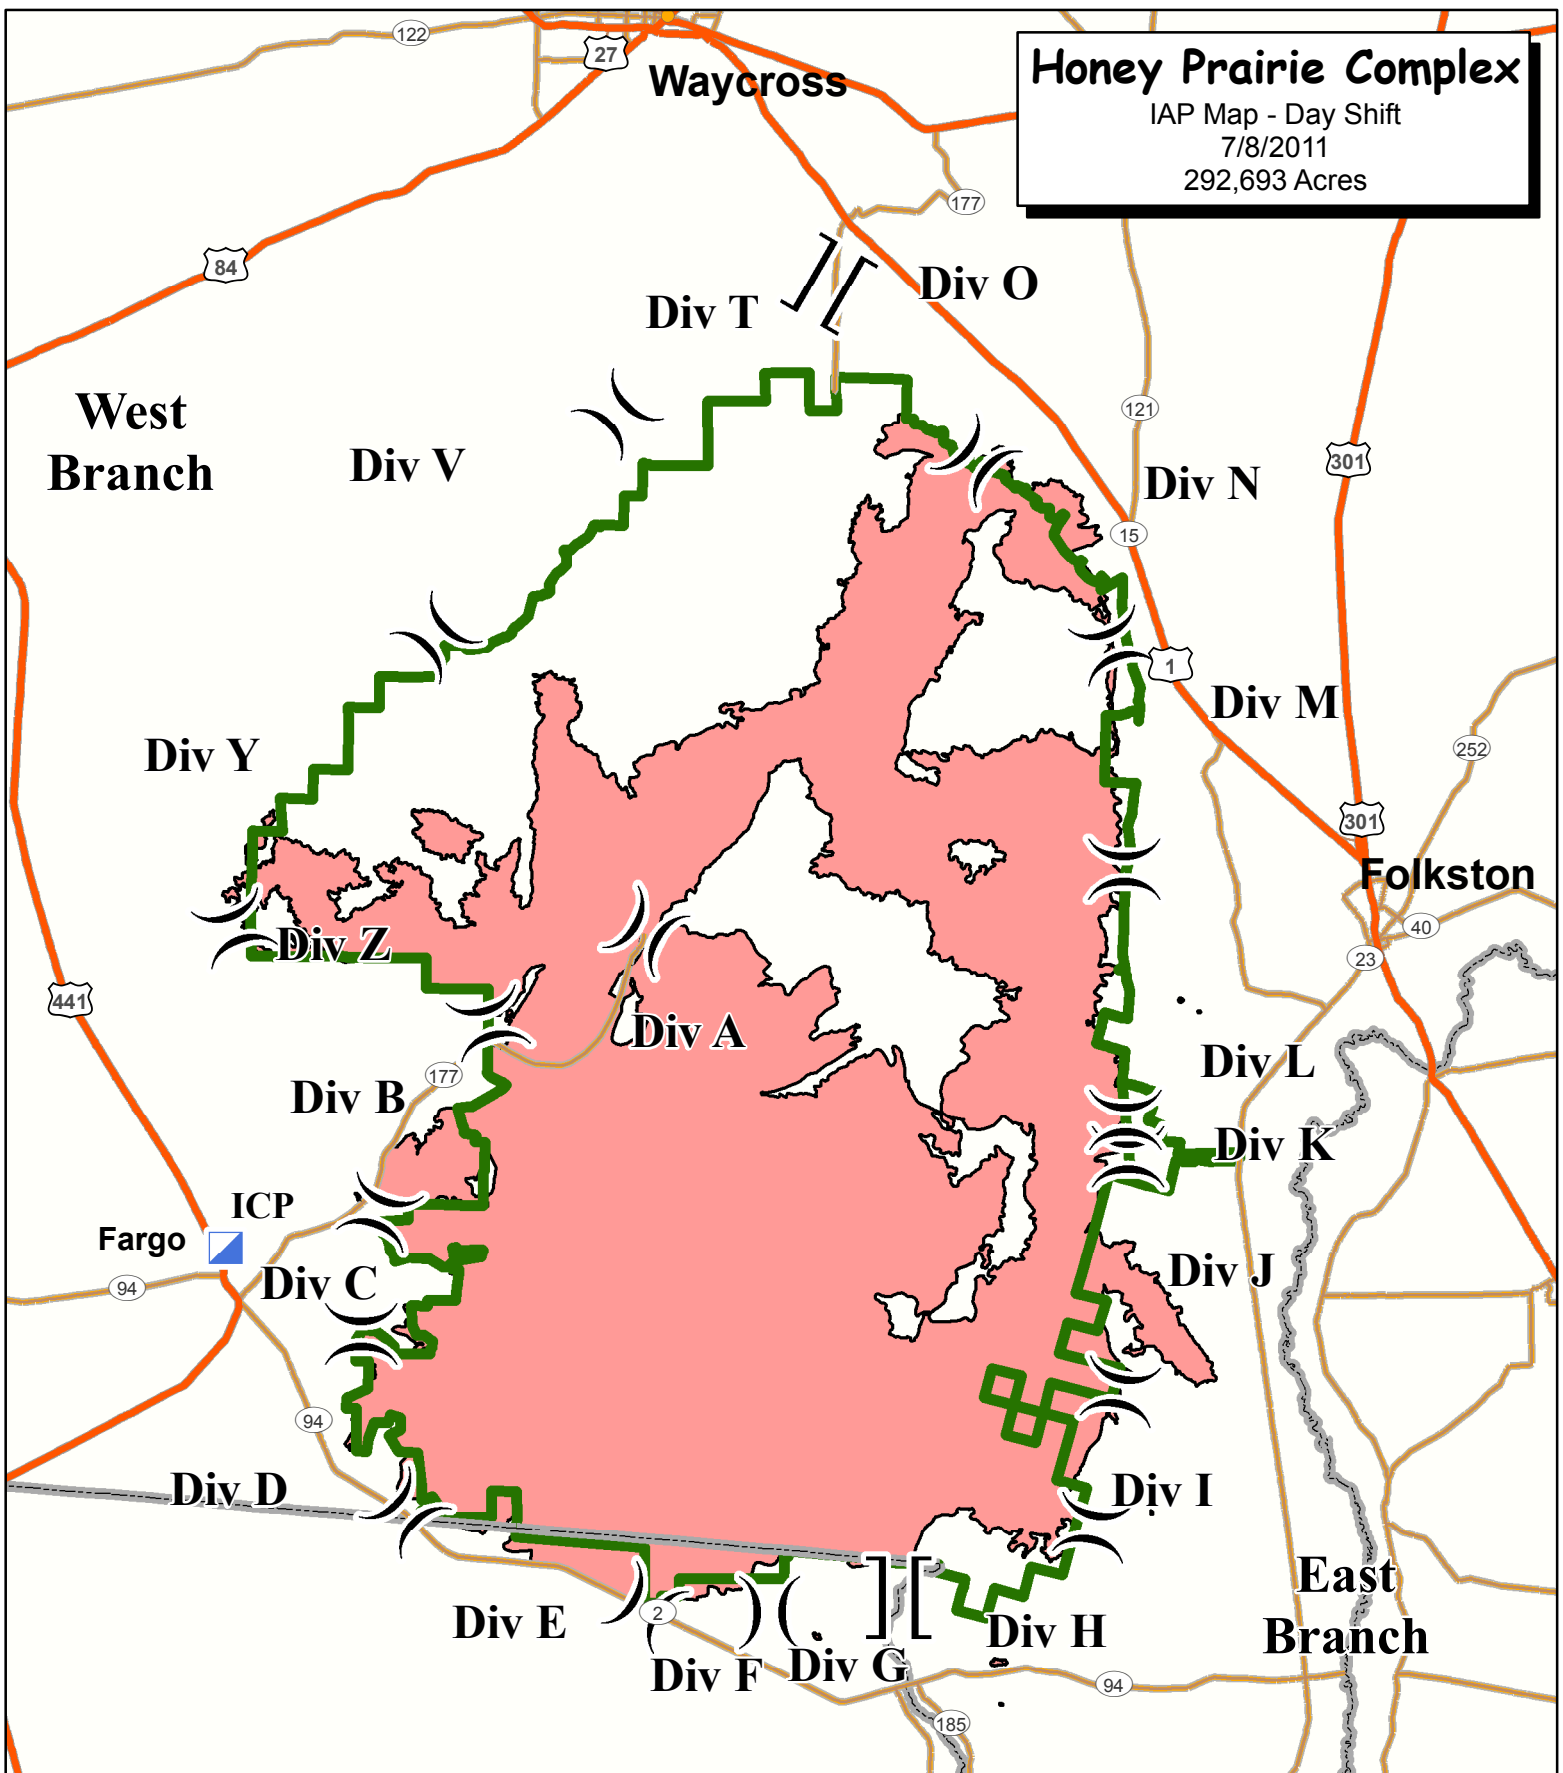 Honey Prairie Complex
IAP Map - Day Shift
7/8/2011
292,693 Acres
122
27
Waycross
177
84
Div O
Div T
West
Branch
121
301
Div V
Div N
15
1
Div M
252
Div Y
301
Folkston
40
23
Div Z
441
Div A
Div L
177
Div B
Div K
ICP
Fargo
94
Div C
Div J
94
Div D
Div I
East
Branch
Div E
2
Div F
Div G
Div H
94
185